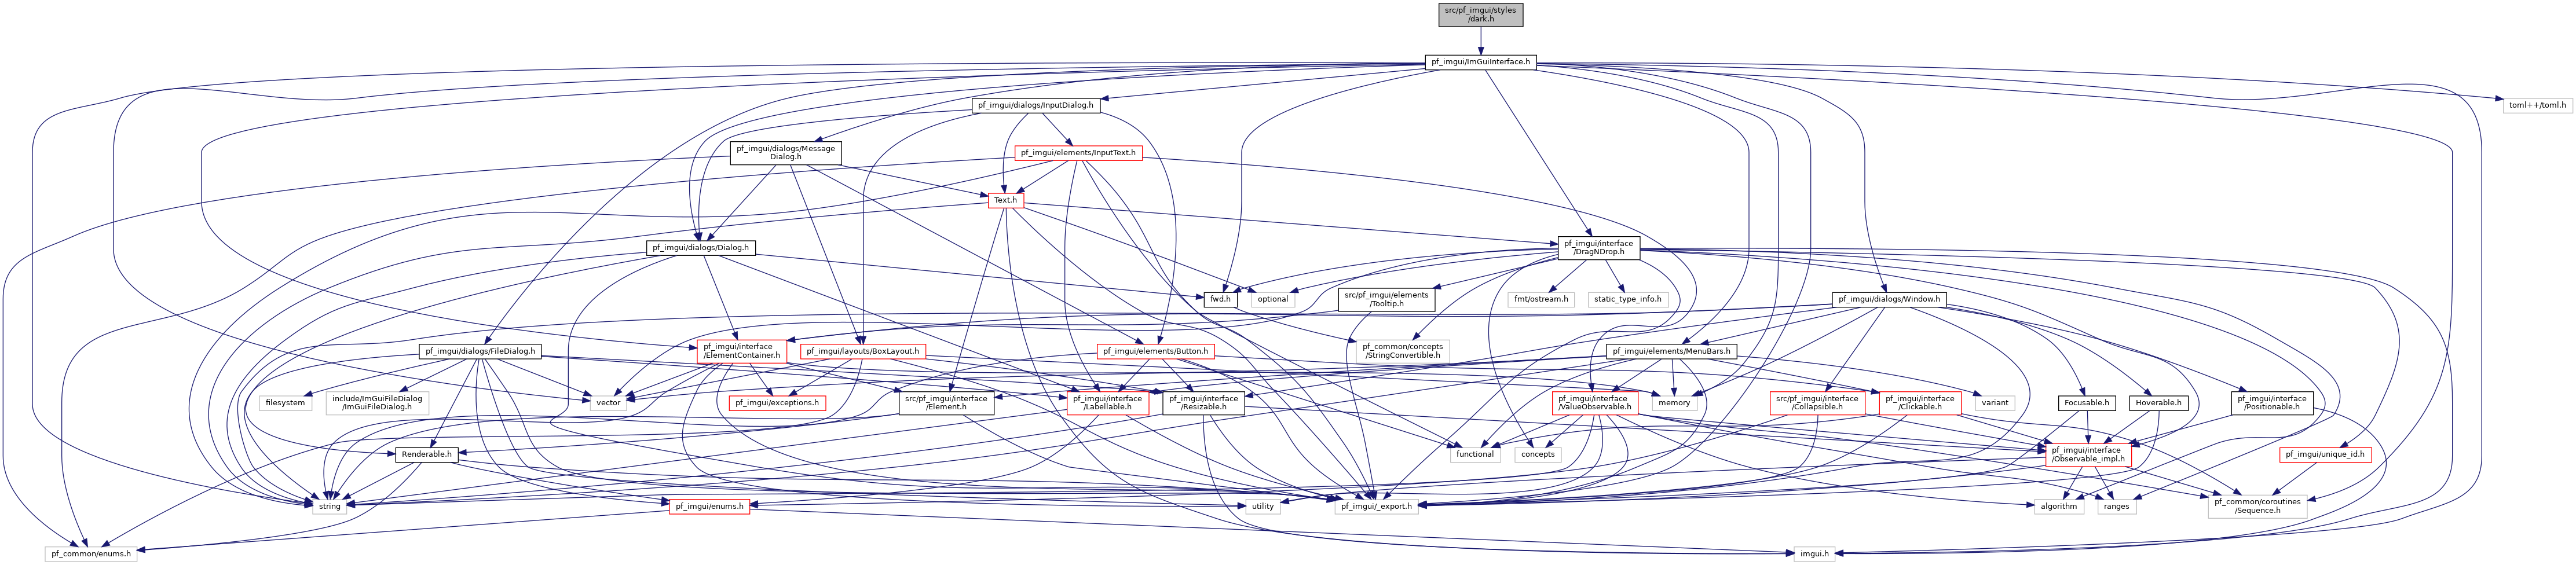 src/pf_imgui/styles
/dark.h
pf_imgui/ImGuiInterface.h
pf_imgui/dialogs/InputDialog.h
toml++/toml.h
pf_imgui/dialogs/Message
Dialog.h
pf_imgui/elements/InputText.h
Text.h
pf_imgui/dialogs/Dialog.h
pf_imgui/interface
/DragNDrop.h
fwd.h
optional
src/pf_imgui/elements
/Tooltip.h
fmt/ostream.h
static_type_info.h
pf_imgui/dialogs/Window.h
pf_imgui/dialogs/FileDialog.h
pf_imgui/interface
/ElementContainer.h
pf_imgui/layouts/BoxLayout.h
pf_imgui/elements/Button.h
pf_common/concepts
/StringConvertible.h
pf_imgui/elements/MenuBars.h
filesystem
include/ImGuiFileDialog
/ImGuiFileDialog.h
vector
pf_imgui/exceptions.h
src/pf_imgui/interface
/Element.h
pf_imgui/interface
/Labellable.h
pf_imgui/interface
/Resizable.h
pf_imgui/interface
/ValueObservable.h
memory
src/pf_imgui/interface
/Collapsible.h
pf_imgui/interface
/Clickable.h
variant
Focusable.h
Hoverable.h
pf_imgui/interface
/Positionable.h
Renderable.h
functional
concepts
pf_imgui/interface
/Observable_impl.h
pf_imgui/unique_id.h
string
pf_imgui/enums.h
utility
pf_imgui/_export.h
algorithm
ranges
pf_common/coroutines
/Sequence.h
pf_common/enums.h
imgui.h